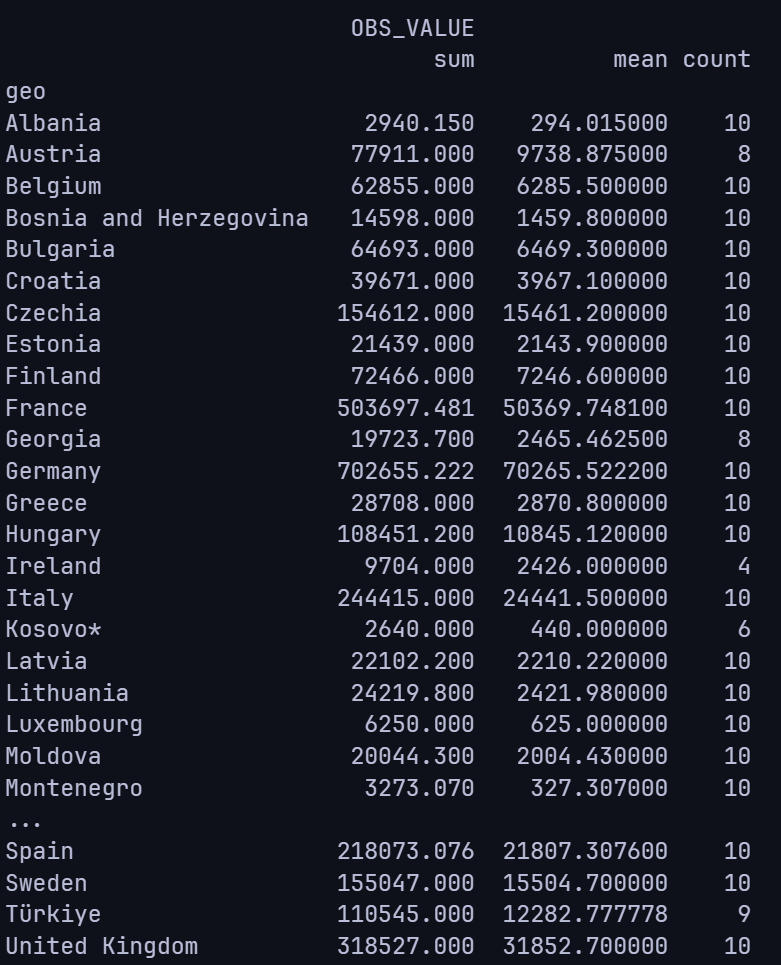 OBS_VALUE
sum mean count
geo
Albania 2940.150 294.015000 10
Austria 77911.000 9738.875000 8
Belgium 62855.000 6285.500000 10
Bosnia and Herzegovina 14598.000 1459.800000 10
Bulgaria 64693.000 6469.300000 10
Croatia 39671.000 3967.100000 10
Czechia 154612.000 15461.200000 10
Estonia 21439.000 2143.900000 10
Finland 72466.000 7246.600000 10
France 503697.481 50369.748100 10
Georgia 19723.700 2465.462500 8
Germany 702655.222 70265.522200 10
Greece 28708.000 2870.800000 10
Hungary 108451.200 10845.120000 10
Ireland 9704.000 2426.000000 4
Italy 244415.000 24441.500000 10
Kosovo* 2640.000 440.000000 6
Latvia 22102.200 2210.220000 10
Lithuania 24219.800 2421.980000 10
Luxembourg 6250.000 625.000000 10
Moldova 20044.300 2004.430000 10
Montenegro 3273.070 327.307000 10
...
Spain 218073.076 21807.307600 10
Sweden 155047.000 15504.700000 10
Türkiye 110545.000 12282.777778 9
United Kingdom 318527.000 31852.700000 10